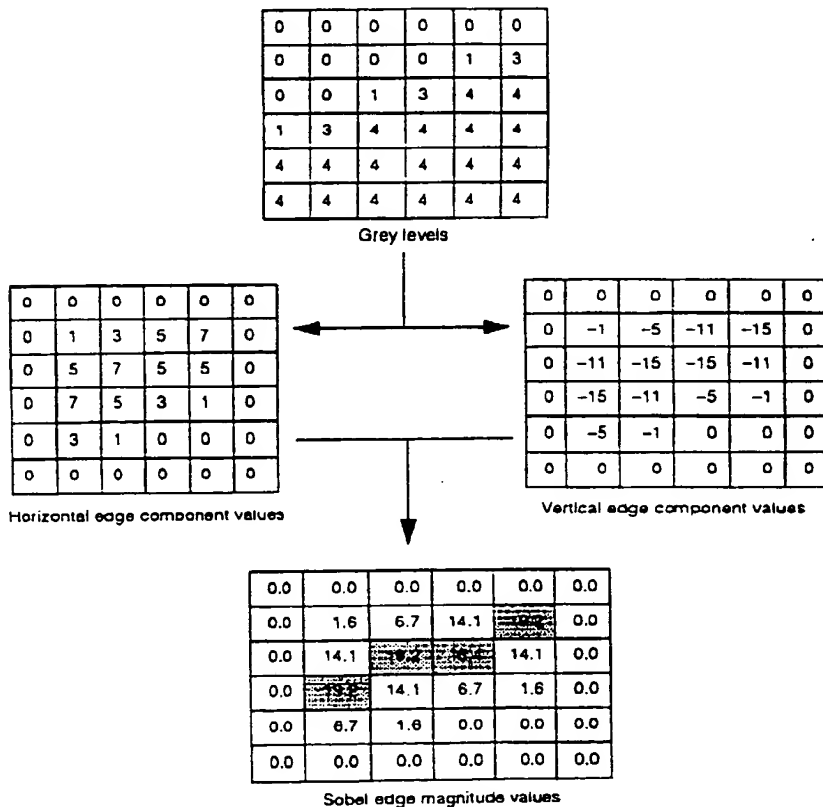 0 0 0 0 0 0
0 0 0 0 1 3
0 0 1 3 4 4
1 3 4 4 4 4
4 4 4 4 4 4
4 4 4 4 4 4
Grey levels
0 0 0 0 0 0
0 1 3 5 7 0
0 5 7 5 5 0
0 7 5 3 1 0
0 3 1 0 0 0
0 0 0 0 0 0
Horizontal edge component values
0 0 0 0 0 0
0 -1 -5 -11 -15 0
0 -11 -15 -15 -11 0
0 -15 -11 -5 -1 0
0 -5 -1 0 0 0
0 0 0 0 0 0
Vertical edge component values
0.0 0.0 0.0 0.0 0.0 0.0
0.0 1.6 6.7 14.1 0.0
0.0 14.1 14.1 0.0
0.0 14.1 6.7 1.6 0.0
0.0 6.7 1.6 0.0 0.0 0.0
0.0 0.0 0.0 0.0 0.0 0.0
Sobel edge magnitude values